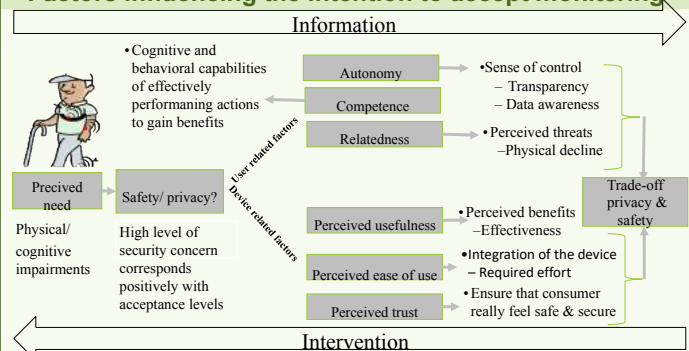 Factors influencing the intention to accept monitoring
Information
• Cognitive and
behavioral capabilities
of effectively
performaning actions
to gain benefits
Autonomy
•Sense of control
– Transparency
– Data awareness
Competence
Relatedness
• Perceived threats
–Physical decline
User related factors
Precived
need
Safety/ privacy?
Trade-off
privacy &
safety
Device related factors
Physical/
cognitive
impairments
High level of
security concern
corresponds
positively with
acceptance levels
Perceived usefulness
•Perceived benefits
–Effectiveness
Perceived ease of use
•Integration of the device
– Required effort
Perceived trust
• Ensure that consumer
really feel safe & secure
Intervention